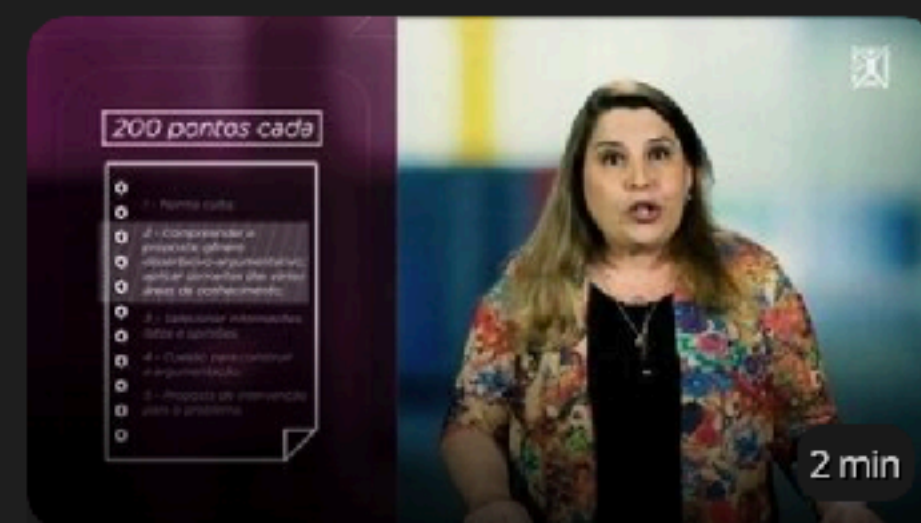 200 pontos cada
1 - Norma culta.
2 - Compreender a
proposta, gênero
dissertativo-argumentativo,
aplicar conceitos das várias
áreas de conhecimento.
3 - Selecionar informações,
fatos e opiniões.
4 - Coesão para construir
a argumentação.
5 - Proposta de intervenção
para o problema.
2 min